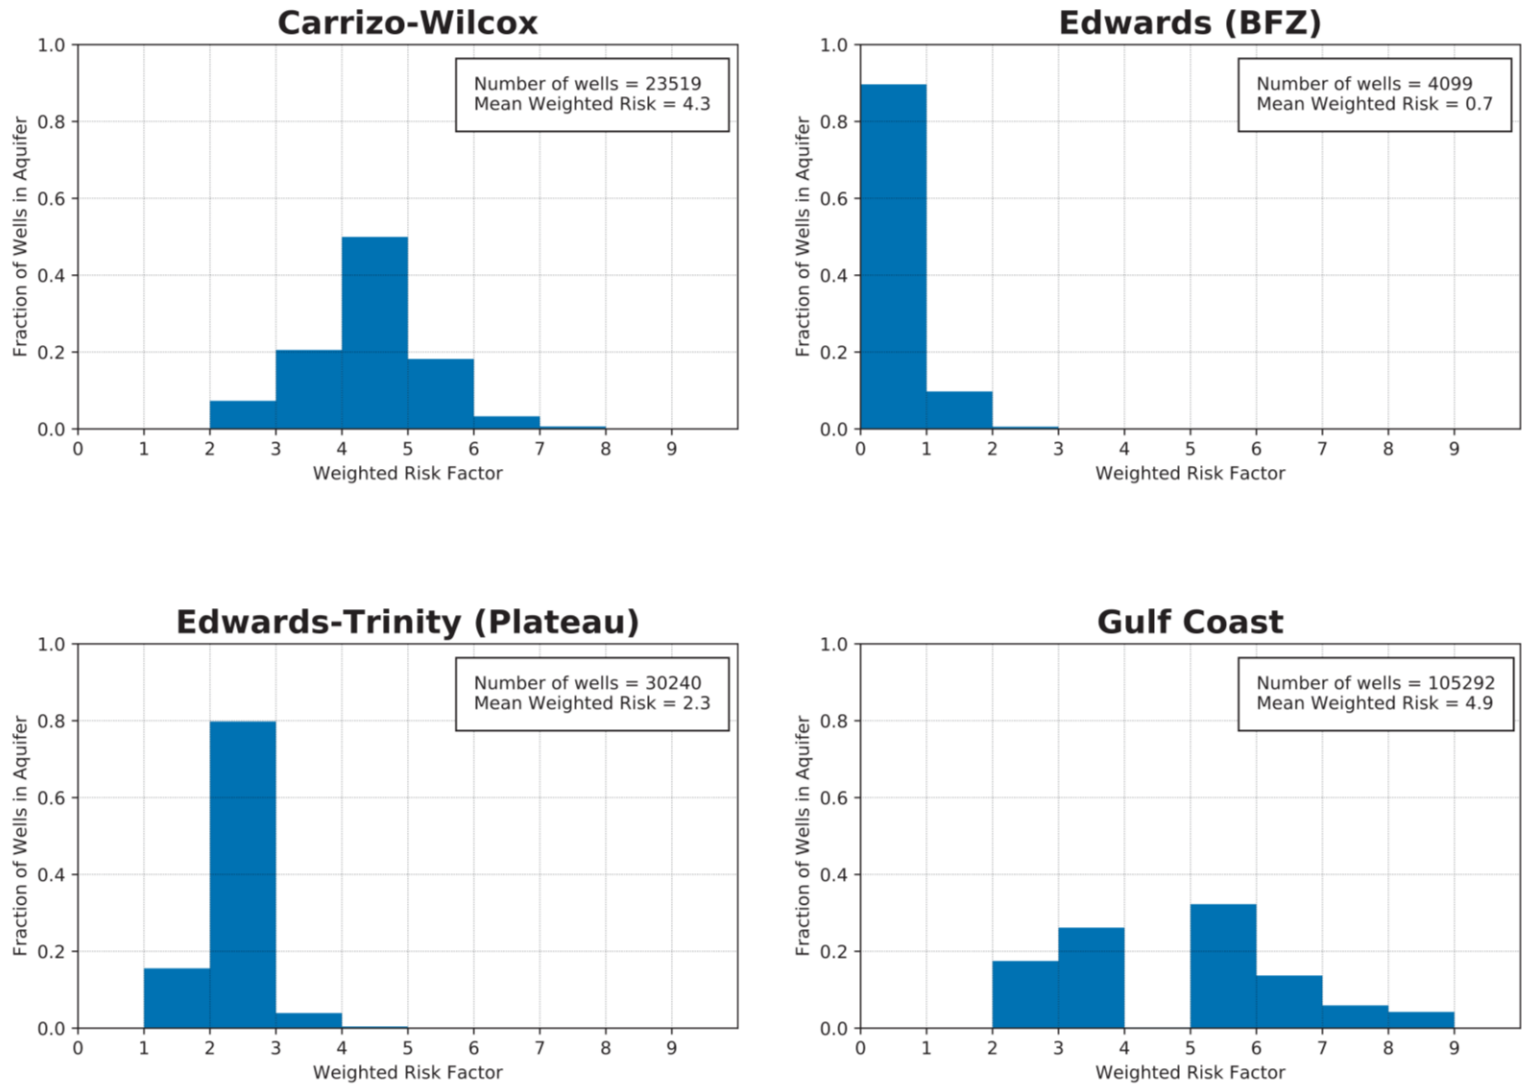 Carrizo-Wilcox
1.0
0.8
0.6
0.4
0.2
0.0
Fraction of Wells in Aquifer
Number of wells = 23519
Mean Weighted Risk = 4.3
0 1 2 3 4 5 6 7 8 9
Weighted Risk Factor
Edwards (BFZ)
1.0
0.8
0.6
0.4
0.2
0.0
Fraction of Wells in Aquifer
Number of wells = 4099
Mean Weighted Risk = 0.7
0 1 2 3 4 5 6 7 8 9
Weighted Risk Factor
Edwards-Trinity (Plateau)
1.0
0.8
0.6
0.4
0.2
0.0
Fraction of Wells in Aquifer
Number of wells = 30240
Mean Weighted Risk = 2.3
0 1 2 3 4 5 6 7 8 9
Weighted Risk Factor
Gulf Coast
1.0
0.8
0.6
0.4
0.2
0.0
Fraction of Wells in Aquifer
Number of wells = 105292
Mean Weighted Risk = 4.9
0 1 2 3 4 5 6 7 8 9
Weighted Risk Factor